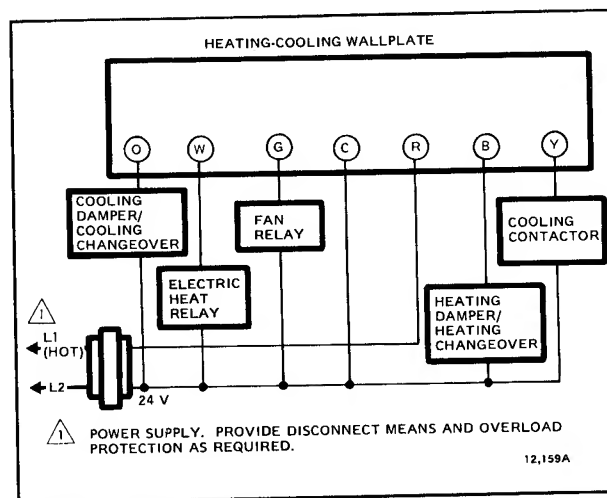 HEATING-COOLING WALLPLATE
O W G C R B Y
COOLING
DAMPER/
COOLING
CHANGEOVER
FAN
RELAY
COOLING
CONTACTOR
ELECTRIC
HEAT
RELAY
HEATING
DAMPER/
HEATING
CHANGEOVER
1
L1
(HOT)
L2
24 V
1 POWER SUPPLY. PROVIDE DISCONNECT MEANS AND OVERLOAD
PROTECTION AS REQUIRED.
12,159A